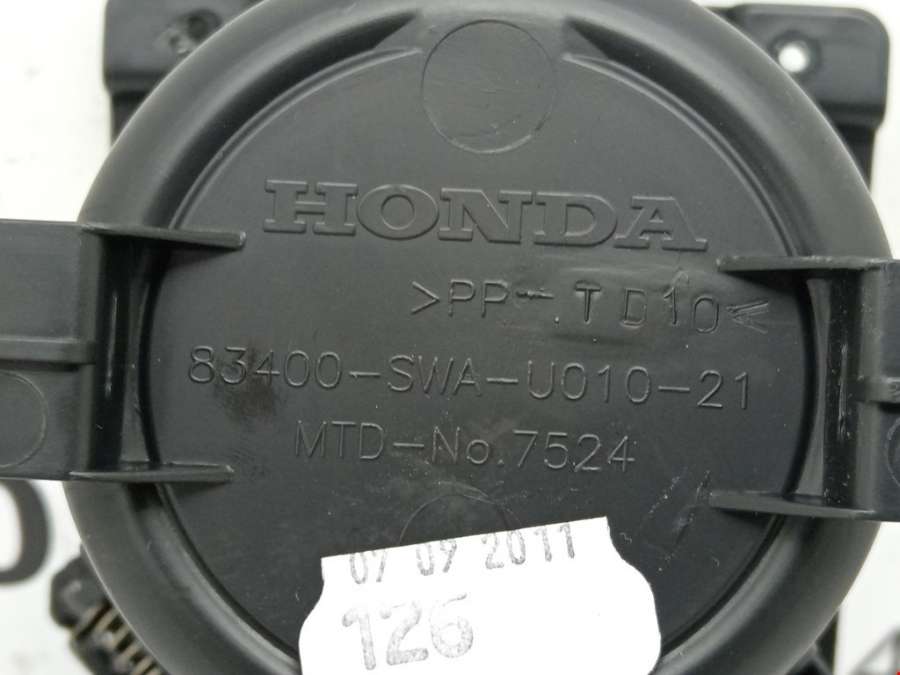 HONDA
>PP-TD10<
83400-SWA-U010-21
MTD-No.7524
07 09 2011
126